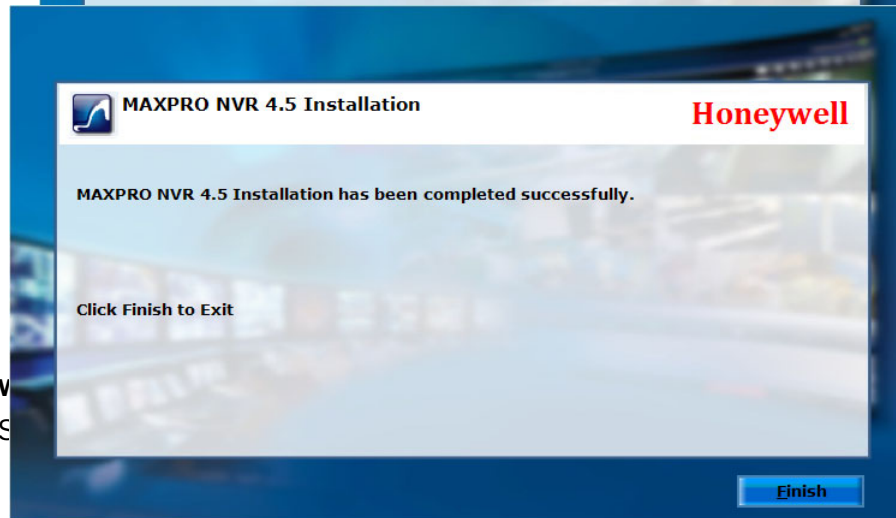 MAXPRO NVR 4.5 Installation
Honeywell
MAXPRO NVR 4.5 Installation has been completed successfully.
Click Finish to Exit
Finish